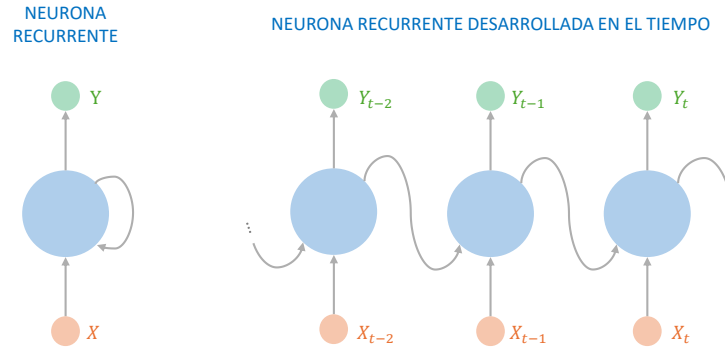 NEURONA
RECURRENTE
NEURONA RECURRENTE DESARROLLADA EN EL TIEMPO
Y
Y_{t-2}
Y_{t-1}
Y_t
...
X
X_{t-2}
X_{t-1}
X_t